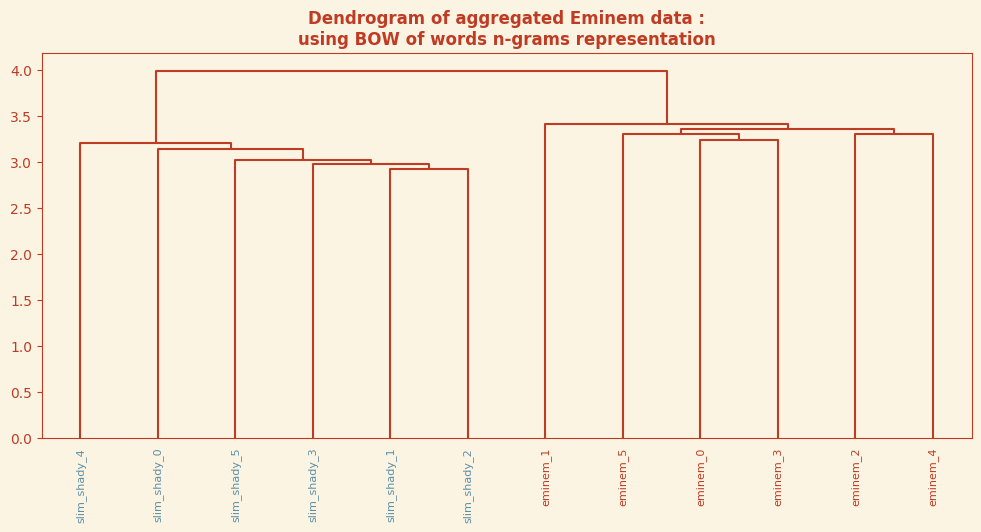 Dendrogram of aggregated Eminem data :
using BOW of words n-grams representation
4.0
3.5
3.0
2.5
2.0
1.5
1.0
0.5
0.0
slim_shady_4
slim_shady_0
slim_shady_5
slim_shady_3
slim_shady_1
slim_shady_2
eminem_1
eminem_5
eminem_0
eminem_3
eminem_2
eminem_4